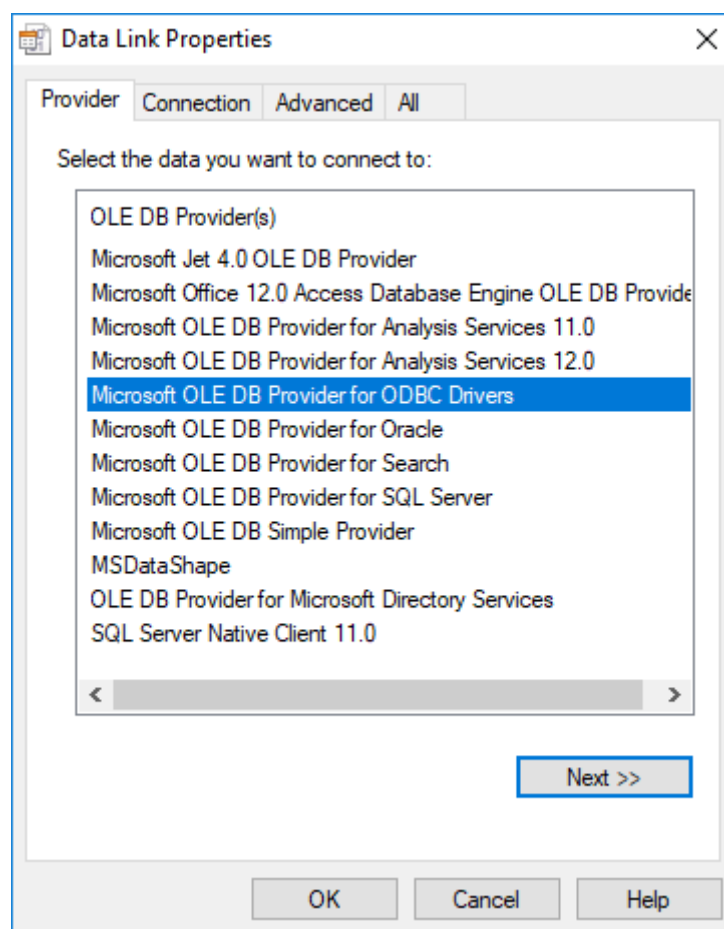 Data Link Properties
Provider Connection Advanced All
Select the data you want to connect to:
OLE DB Provider(s)
Microsoft Jet 4.0 OLE DB Provider
Microsoft Office 12.0 Access Database Engine OLE DB Provide
Microsoft OLE DB Provider for Analysis Services 11.0
Microsoft OLE DB Provider for Analysis Services 12.0
Microsoft OLE DB Provider for ODBC Drivers
Microsoft OLE DB Provider for Oracle
Microsoft OLE DB Provider for Search
Microsoft OLE DB Provider for SQL Server
Microsoft OLE DB Simple Provider
MSDataShape
OLE DB Provider for Microsoft Directory Services
SQL Server Native Client 11.0
Next >>
OK Cancel Help